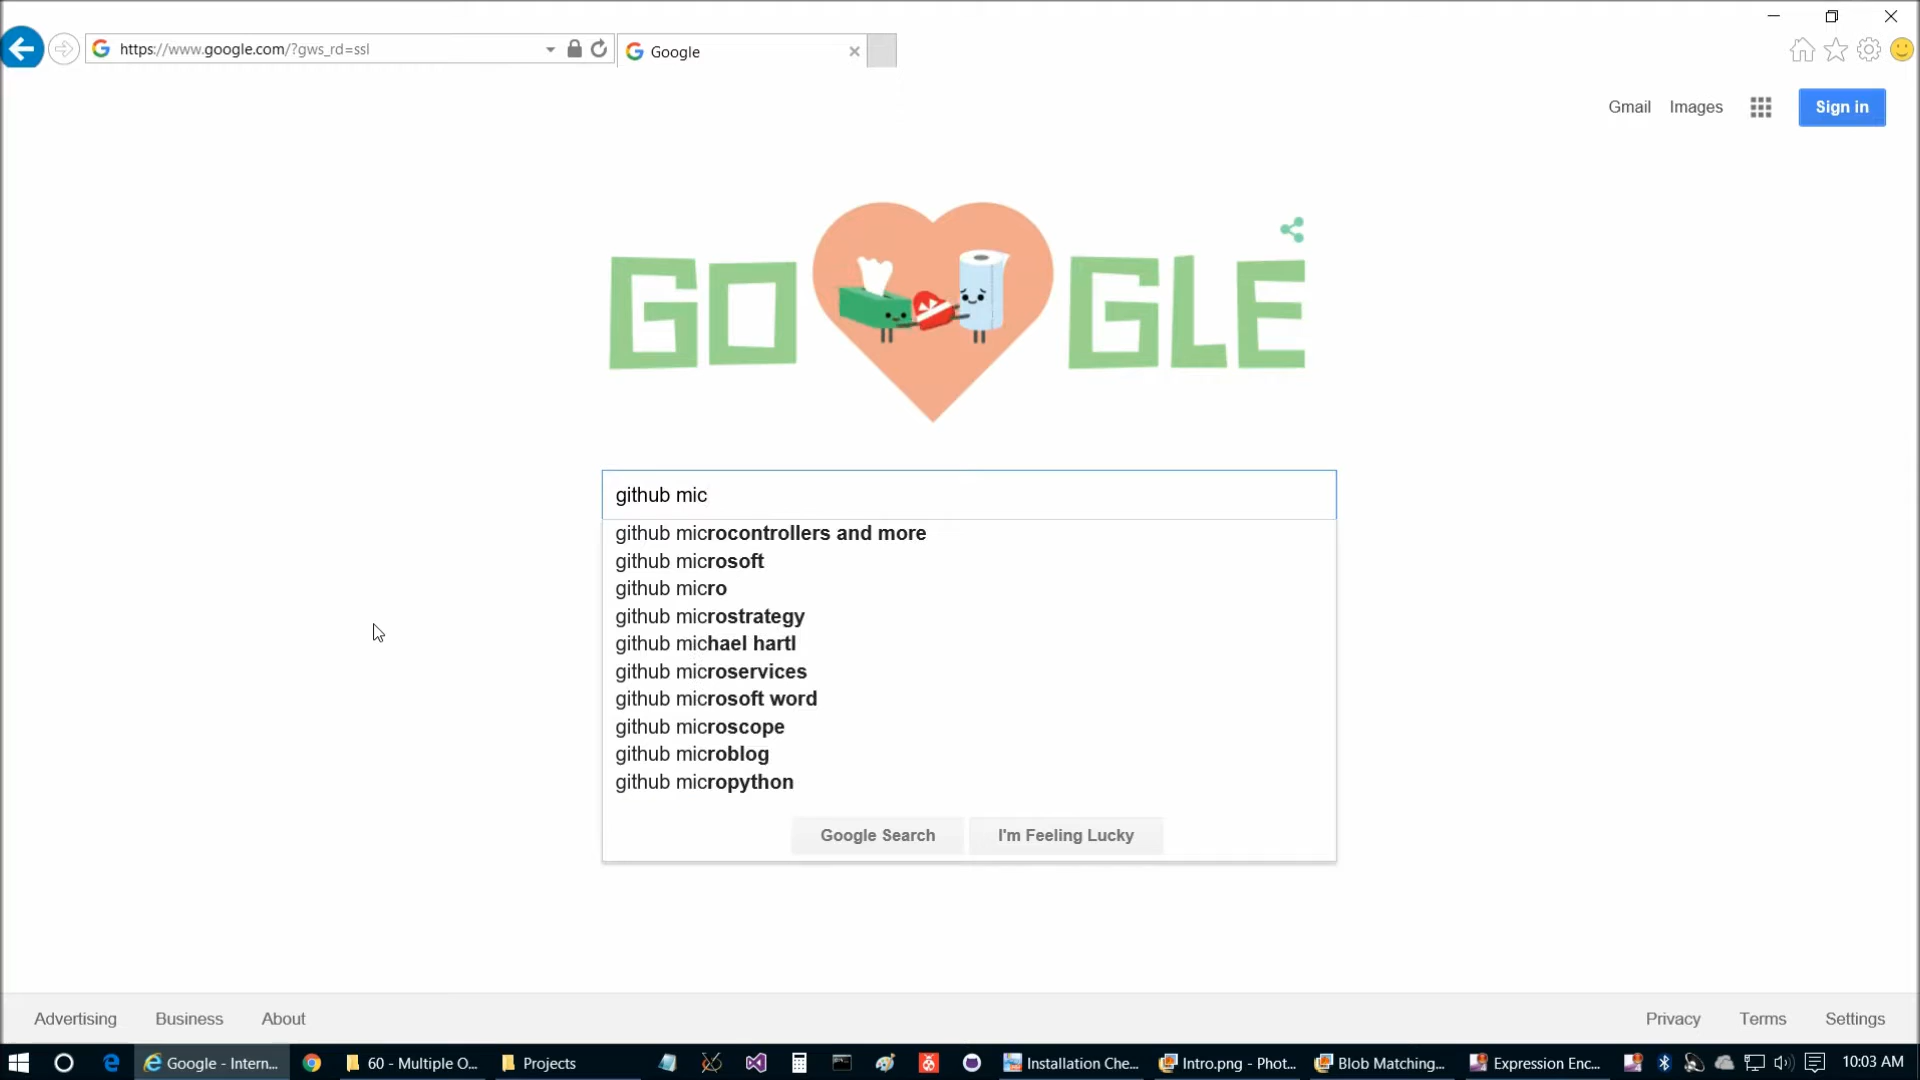 https://www.google.com/?gws_rd=ssl
Google
Gmail Images Sign in
GO GLE
github mic
github microcontrollers and more
github microsoft
github micro
github microstrategy
github michael hartl
github microservices
github microsoft word
github microscope
github microblog
github micropython
Google Search I'm Feeling Lucky
Advertising Business About Privacy Terms Settings
Google - Intern... 60 - Multiple O... Projects Installation Che... Intro.png - Phot... Blob Matching... Expression Enc... 10:03 AM